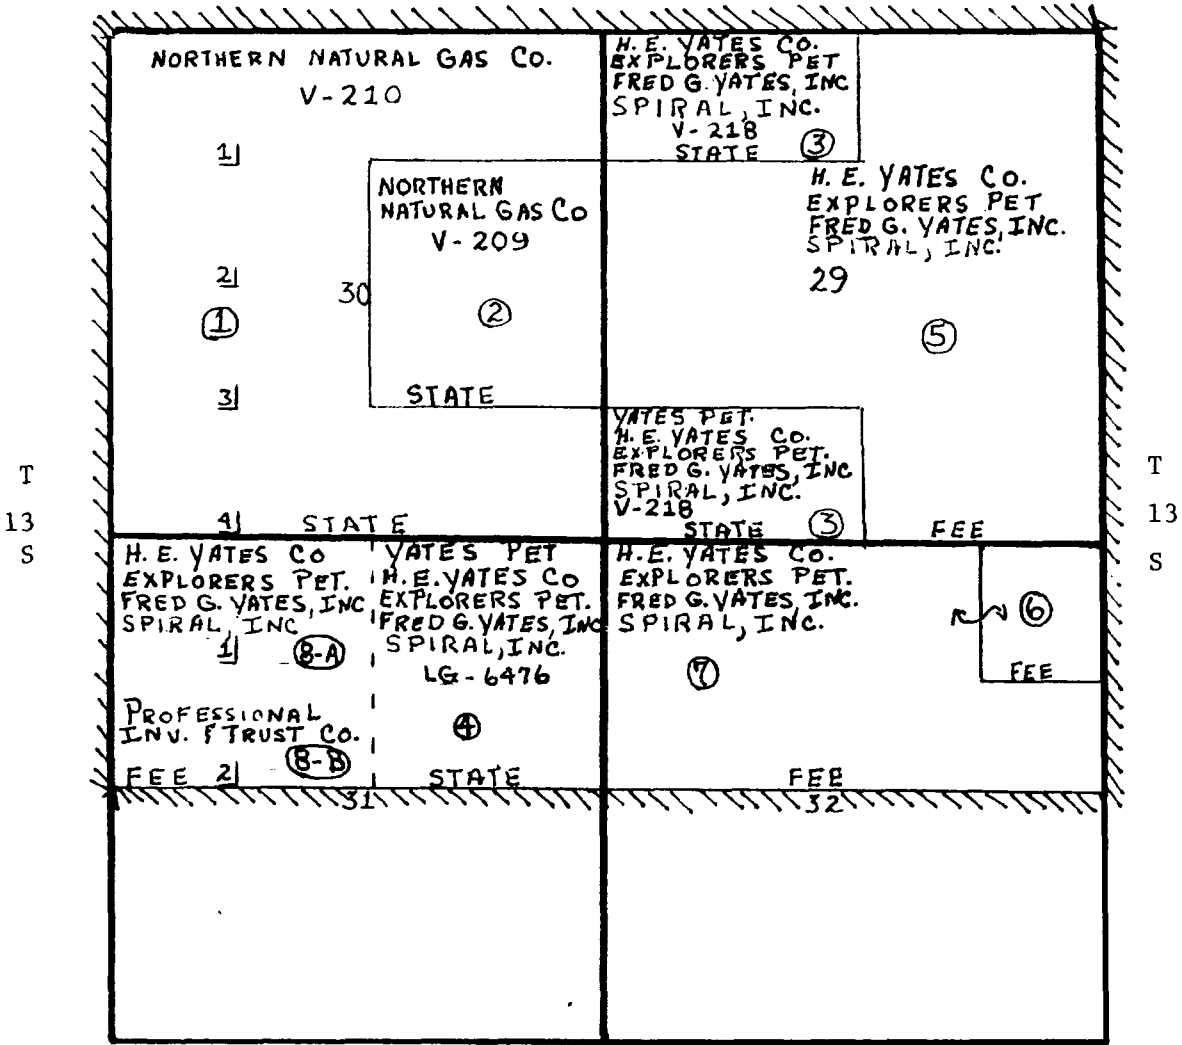 NORTHERN NATURAL GAS CO.
V-210
1
2
30
1
3
4
STATE
NORTHERN
NATURAL GAS CO
V-209
2
STATE
H. E. YATES CO.
EXPLORERS PET
FRED G. YATES, INC
SPIRAL, INC.
V-218
STATE 3
H. E. YATES CO.
EXPLORERS PET
FRED G. YATES, INC.
SPIRAL, INC.
29
5
YATES PET.
H. E. YATES CO.
EXPLORERS PET.
FRED G. YATES, INC
SPIRAL, INC.
V-218
STATE 3
FEE
T
13
S
T
13
S
H. E. YATES CO
EXPLORERS PET.
FRED G. YATES, INC
SPIRAL, INC
1 8-A
PROFESSIONAL
INV. & TRUST CO.
8-B
FEE 2
YATES PET
H.E. YATES CO
EXPLORERS PET.
FRED G. YATES, INC
SPIRAL, INC.
LG-6476
4
STATE
31
H.E. YATES CO.
EXPLORERS PET.
FRED G. YATES, INC.
SPIRAL, INC.
7
6
FEE
FEE
32